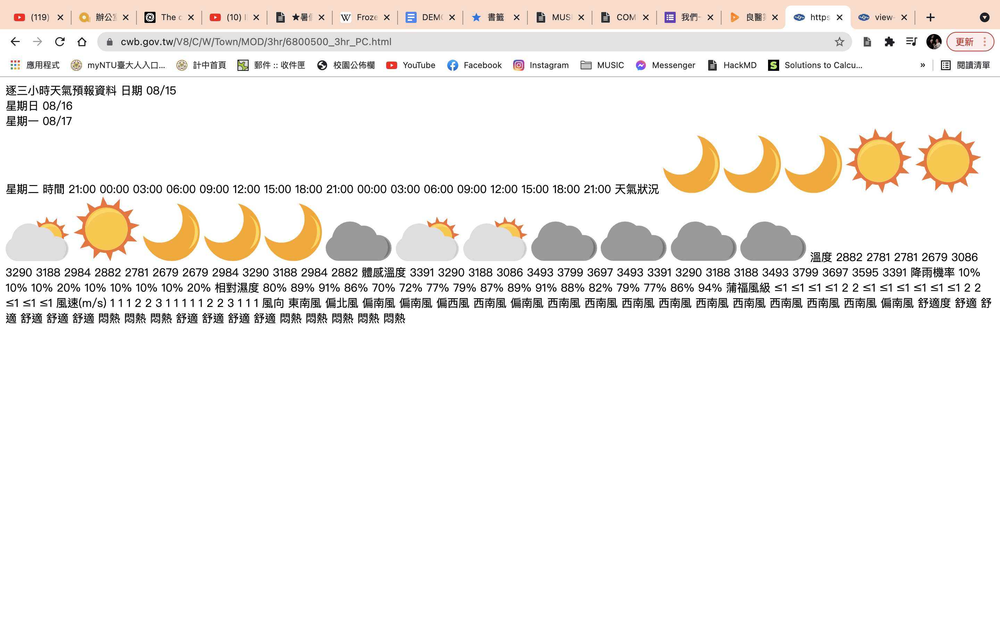 (119) 辦公室 The c (10) I ★暑假 Froze DEMO 書籤 MUSI COM 我們一 良醫 https view-
cwb.gov.tw/V8/C/W/Town/MOD/3hr/6800500_3hr_PC.html 更新
應用程式 myNTU臺大人入口... 計中首頁 郵件 :: 收件匣 校園公佈欄 YouTube Facebook Instagram MUSIC Messenger HackMD Solutions to Calcu... » 閱讀清單
逐三小時天氣預報資料 日期 08/15
星期日 08/16
星期一 08/17
星期二 時間 21:00 00:00 03:00 06:00 09:00 12:00 15:00 18:00 21:00 00:00 03:00 06:00 09:00 12:00 15:00 18:00 21:00 天氣狀況
溫度 2882 2781 2781 2679 3086
3290 3188 2984 2882 2781 2679 2679 2984 3290 3188 2984 2882 體感溫度 3391 3290 3188 3086 3493 3799 3697 3493 3391 3290 3188 3188 3493 3799 3697 3595 3391 降雨機率 10%
10% 10% 20% 10% 10% 10% 10% 20% 相對濕度 80% 89% 91% 86% 70% 72% 77% 79% 87% 89% 91% 88% 82% 79% 77% 86% 94% 蒲福風級 ≤1 ≤1 ≤1 ≤1 2 2 ≤1 ≤1 ≤1 ≤1 ≤1 ≤1 2 2
≤1 ≤1 ≤1 風速(m/s) 1 1 1 2 2 3 1 1 1 1 1 2 2 3 1 1 1 風向 東南風 偏北風 偏南風 偏南風 偏西風 西南風 偏南風 西南風 西南風 西南風 西南風 西南風 西南風 西南風 西南風 西南風 偏南風 舒適度 舒適 舒
適 舒適 舒適 舒適 悶熱 悶熱 悶熱 舒適 舒適 舒適 舒適 悶熱 悶熱 悶熱 悶熱 悶熱